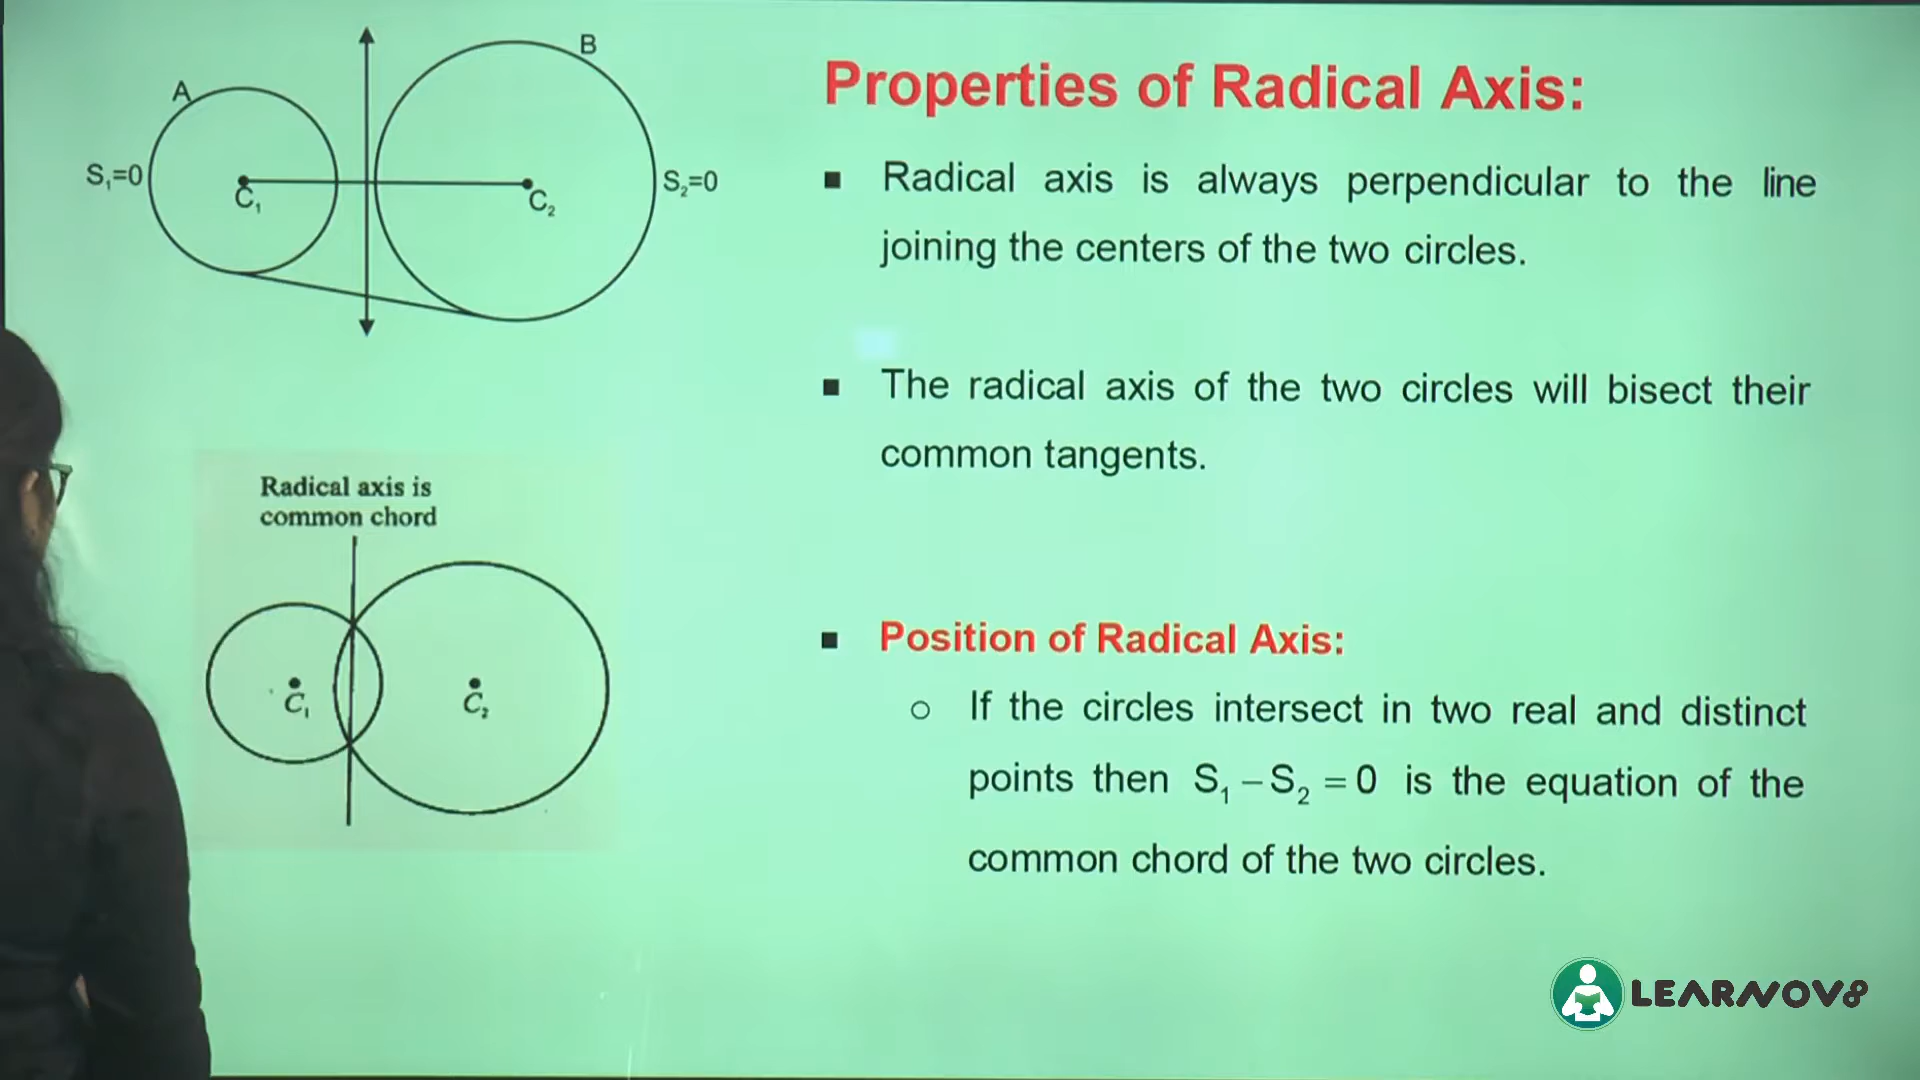 A
B
S₁=0
C₁
C₂
S₂=0
Properties of Radical Axis:
▪ Radical axis is always perpendicular to the line
joining the centers of the two circles.
▪ The radical axis of the two circles will bisect their
common tangents.
Radical axis is
common chord
C₁
C₂
▪ Position of Radical Axis:
○ If the circles intersect in two real and distinct
points then S₁ – S₂ = 0 is the equation of the
common chord of the two circles.
LEARNOV8